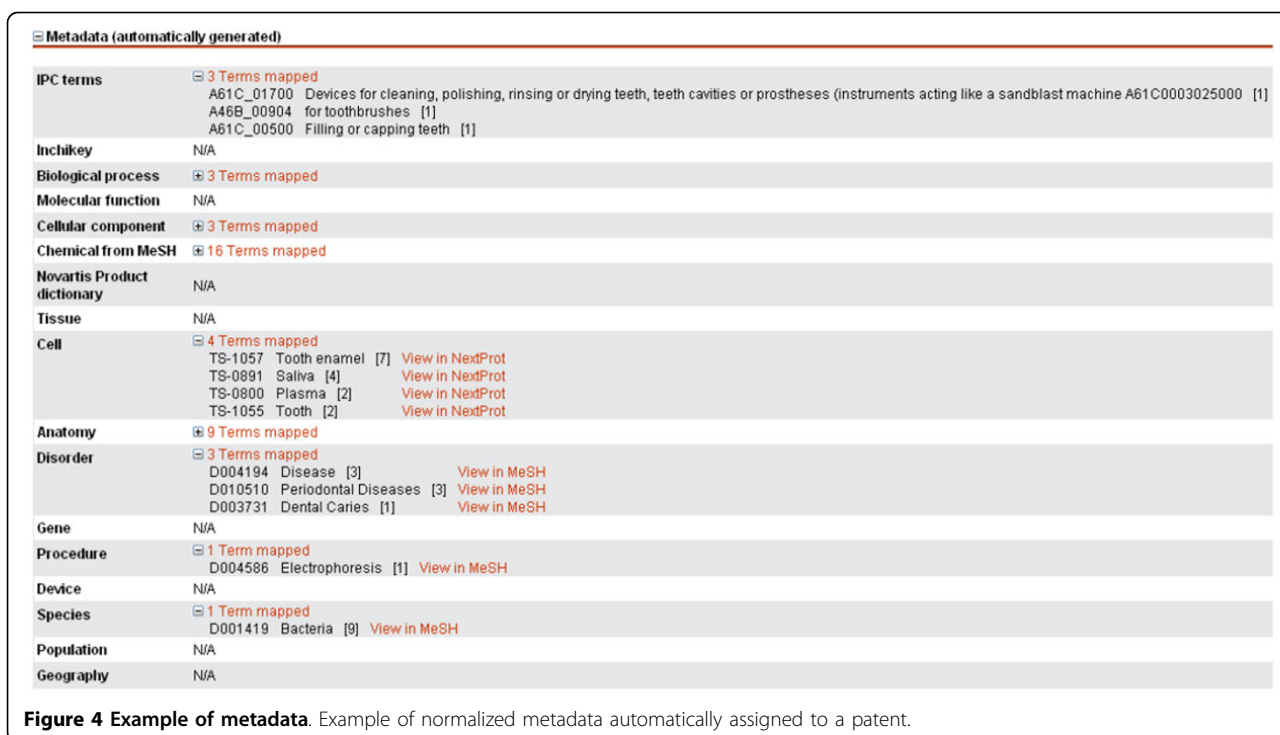 Metadata (automatically generated)
IPC terms 3 Terms mapped
A61C_01700 Devices for cleaning, polishing, rinsing or drying teeth, teeth cavities or prostheses (instruments acting like a sandblast machine A61C0003025000 [1]
A46B_00904 for toothbrushes [1]
A61C_00500 Filling or capping teeth [1]
Inchikey N/A
Biological process 3 Terms mapped
Molecular function N/A
Cellular component 3 Terms mapped
Chemical from MeSH 16 Terms mapped
Novartis Product
dictionary N/A
Tissue N/A
Cell 4 Terms mapped
TS-1057 Tooth enamel [7] View in NextProt
TS-0891 Saliva [4] View in NextProt
TS-0800 Plasma [2] View in NextProt
TS-1055 Tooth [2] View in NextProt
Anatomy 9 Terms mapped
Disorder 3 Terms mapped
D004194 Disease [3] View in MeSH
D010510 Periodontal Diseases [3] View in MeSH
D003731 Dental Caries [1] View in MeSH
Gene N/A
Procedure 1 Term mapped
D004586 Electrophoresis [1] View in MeSH
Device N/A
Species 1 Term mapped
D001419 Bacteria [9] View in MeSH
Population N/A
Geography N/A
Figure 4 Example of metadata. Example of normalized metadata automatically assigned to a patent.